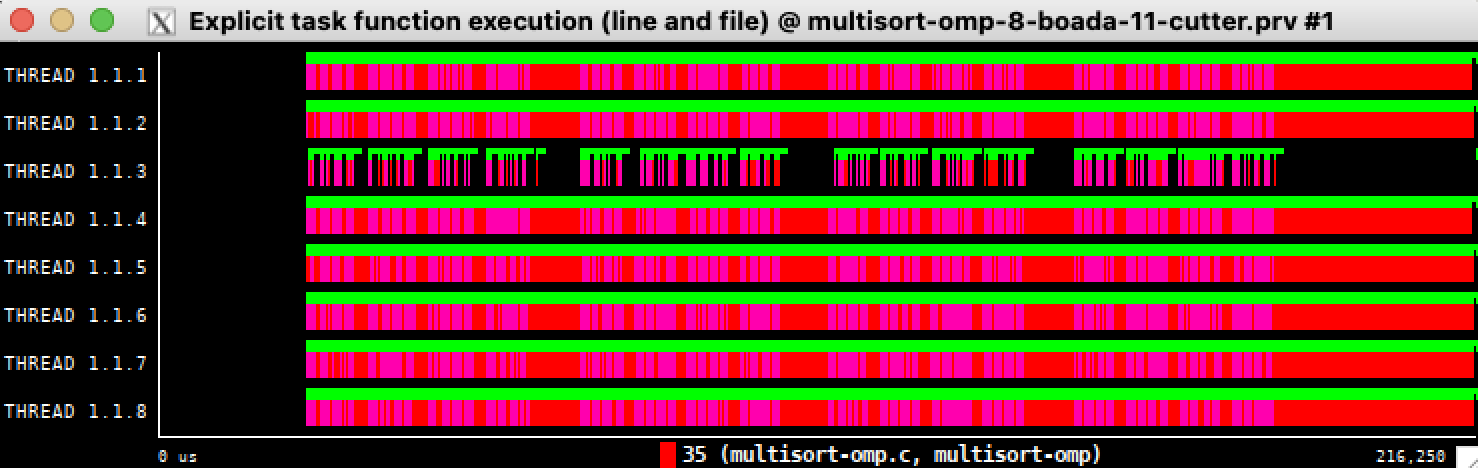 Explicit task function execution (line and file) @ multisort-omp-8-boada-11-cutter.prv #1
THREAD 1.1.1
THREAD 1.1.2
THREAD 1.1.3
THREAD 1.1.4
THREAD 1.1.5
THREAD 1.1.6
THREAD 1.1.7
THREAD 1.1.8
0 us
35 (multisort-omp.c, multisort-omp)
216,250